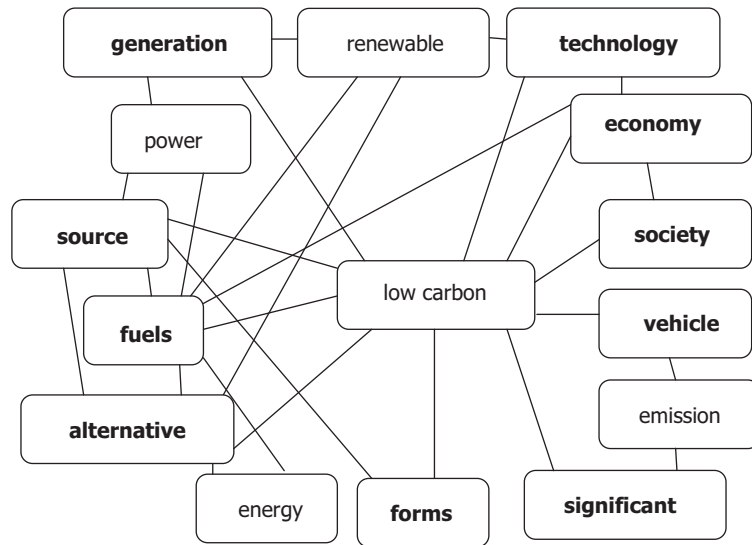 generation
renewable
technology
economy
power
source
society
low carbon
fuels
vehicle
alternative
emission
energy
forms
significant